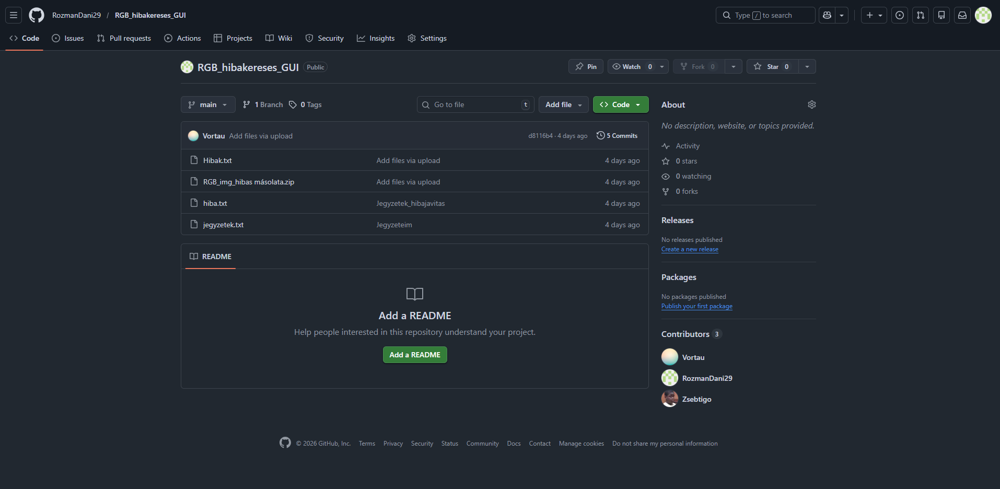 RozmanDani29 / RGB_hibakereses_GUI
Type / to search
Code Issues Pull requests Actions Projects Wiki Security Insights Settings
RGB_hibakereses_GUI Public
Pin Watch 0 Fork 0 Star 0
main 1 Branch 0 Tags Go to file t Add file Code
Vortau Add files via upload d8116b4 · 4 days ago 5 Commits
Hibak.txt Add files via upload 4 days ago
RGB_img_hibas másolata.zip Add files via upload 4 days ago
hiba.txt Jegyzetek_hibajavitas 4 days ago
jegyzetek.txt Jegyzeteim 4 days ago
README
Add a README
Help people interested in this repository understand your project.
Add a README
About
No description, website, or topics provided.
Activity
0 stars
0 watching
0 forks
Releases
No releases published
Create a new release
Packages
No packages published
Publish your first package
Contributors 3
Vortau
RozmanDani29
Zsebtigo
© 2026 GitHub, Inc. Terms Privacy Security Status Community Docs Contact Manage cookies Do not share my personal information